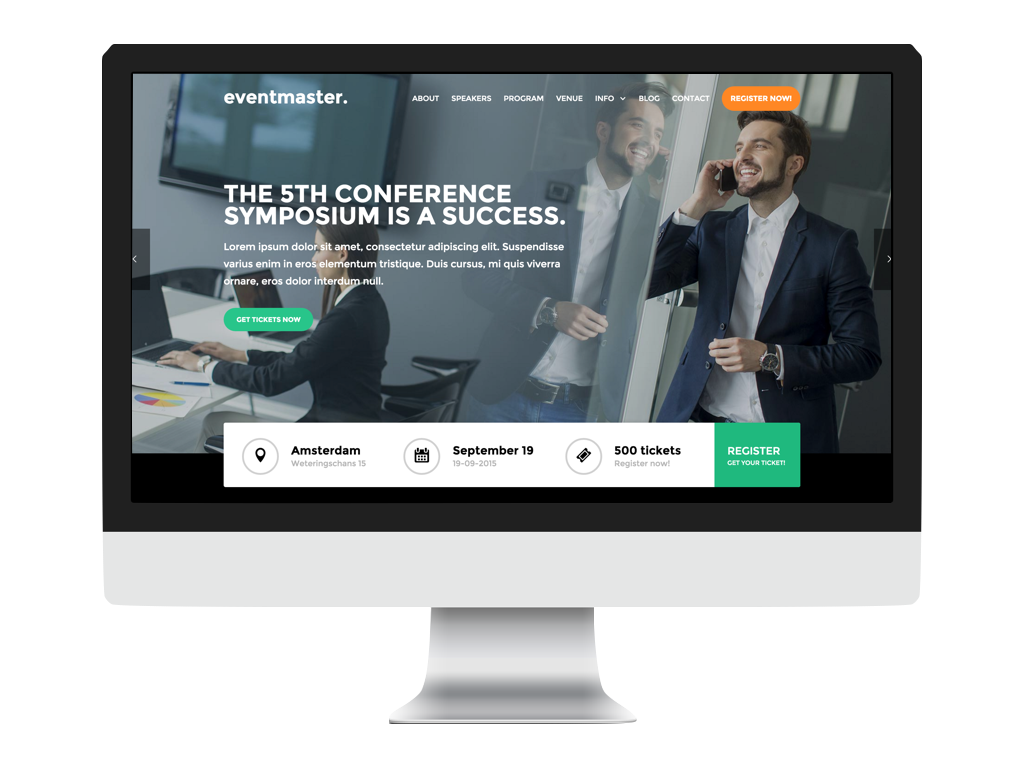 eventmaster.
ABOUT SPEAKERS PROGRAM VENUE INFO BLOG CONTACT REGISTER NOW!
THE 5TH CONFERENCE
SYMPOSIUM IS A SUCCESS.
Lorem ipsum dolor sit amet, consectetur adipiscing elit. Suspendisse
varius enim in eros elementum tristique. Duis cursus, mi quis viverra
ornare, eros dolor interdum null.
GET TICKETS NOW
Amsterdam
Weteringschans 15
September 19
19-09-2015
500 tickets
Register now!
REGISTER
GET YOUR TICKET!